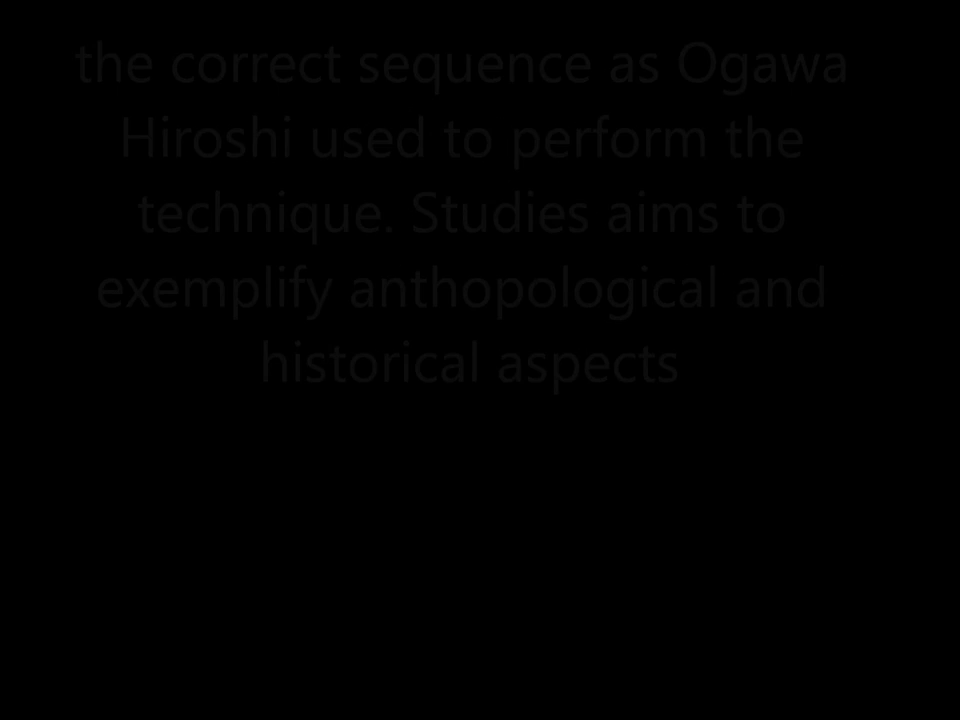 the correct sequence as Ogawa
Hiroshi used to perform the
technique. Studies aims to
exemplify anthopological and
historical aspects